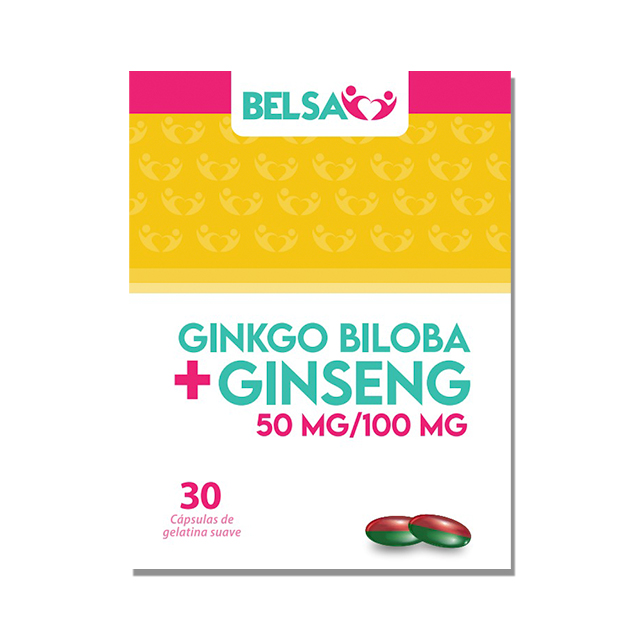 BELSA
GINKGO BILOBA
+GINSENG
50 MG/100 MG
30
Cápsulas de
gelatina suave